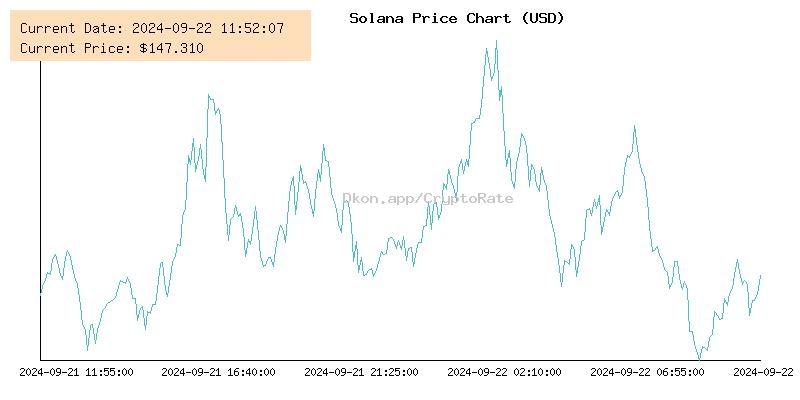 Solana Price Chart (USD)
Current Date: 2024-09-22 11:52:07
Current Price: $147.310
Dkon.app/CryptoRate
2024-09-21 11:55:00 2024-09-21 16:40:00 2024-09-21 21:25:00 2024-09-22 02:10:00 2024-09-22 06:55:00 2024-09-22